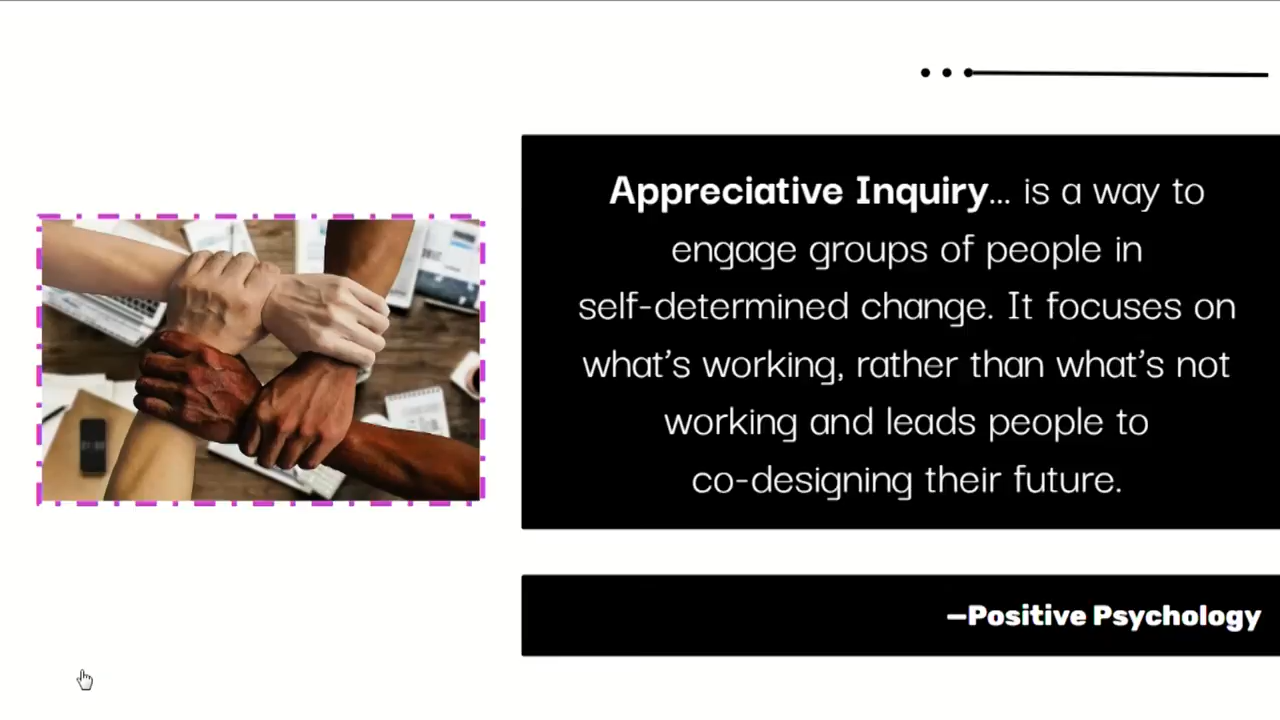 Appreciative Inquiry... is a way to
engage groups of people in
self-determined change. It focuses on
what's working, rather than what's not
working and leads people to
co-designing their future.
—Positive Psychology